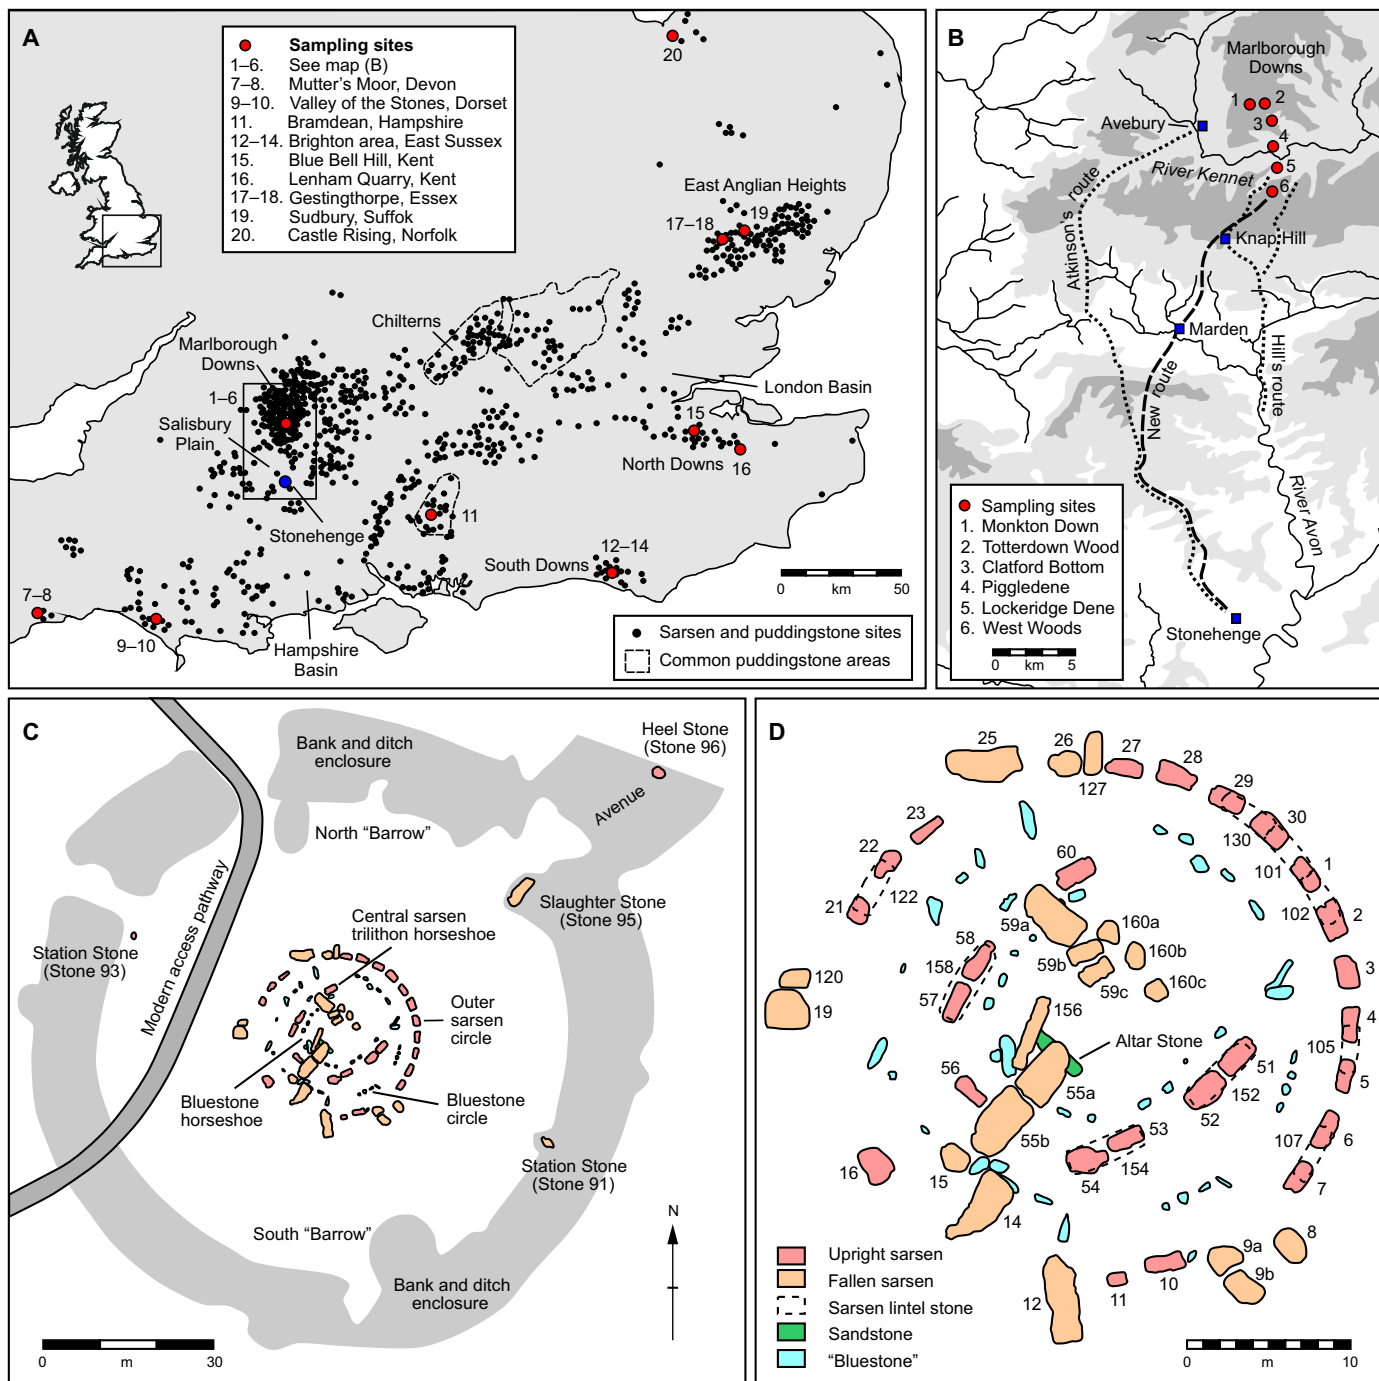 A
Sampling sites
1–6. See map (B)
7–8. Mutter's Moor, Devon
9–10. Valley of the Stones, Dorset
11. Bramdean, Hampshire
12–14. Brighton area, East Sussex
15. Blue Bell Hill, Kent
16. Lenham Quarry, Kent
17–18. Gestingthorpe, Essex
19. Sudbury, Suffok
20. Castle Rising, Norfolk
20
East Anglian Heights
17–18
19
Chilterns
Marlborough
Downs
1–6
Salisbury
Plain
London Basin
15
North Downs
16
11
Stonehenge
12–14
South Downs
7–8
9–10
Hampshire
Basin
0 km 50
Sarsen and puddingstone sites
Common puddingstone areas
B
Marlborough
Downs
1
2
3
4
5
6
Avebury
River Kennet
Atkinson's route
Knap Hill
Marden
New route
Hill's route
River Avon
Stonehenge
Sampling sites
1. Monkton Down
2. Totterdown Wood
3. Clatford Bottom
4. Piggledene
5. Lockeridge Dene
6. West Woods
0 km 5
C
Bank and ditch
enclosure
Heel Stone
(Stone 96)
Avenue
North “Barrow”
Modern access pathway
Slaughter Stone
(Stone 95)
Central sarsen
trilithon horseshoe
Station Stone
(Stone 93)
Outer
sarsen
circle
Bluestone
horseshoe
Bluestone
circle
Station Stone
(Stone 91)
South “Barrow”
Bank and ditch
enclosure
N
0 m 30
D
25
26
127
27
28
29
30
130
101
1
102
2
23
22
122
21
60
59a
160a
160b
160c
59b
59c
58
158
57
3
4
105
5
120
19
156
Altar Stone
51
152
52
56
55a
55b
53
154
54
107
6
7
16
15
14
8
9a
9b
10
11
12
Upright sarsen
Fallen sarsen
Sarsen lintel stone
Sandstone
“Bluestone”
0 m 10